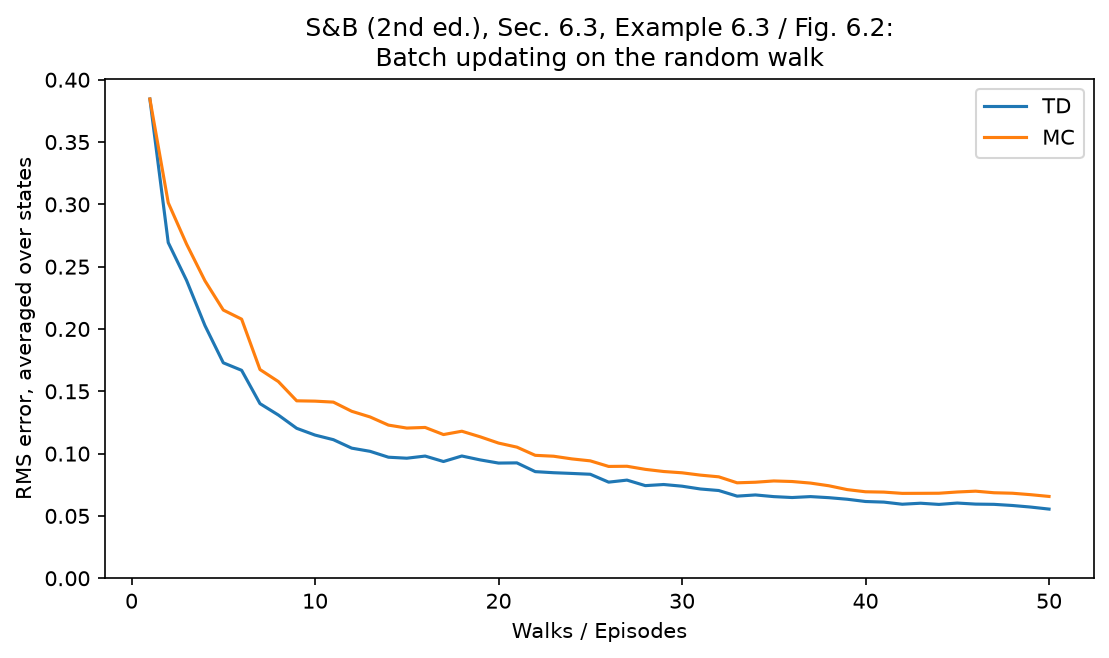 S&B (2nd ed.), Sec. 6.3, Example 6.3 / Fig. 6.2:
Batch updating on the random walk
TD
MC
RMS error, averaged over states
0.40
0.35
0.30
0.25
0.20
0.15
0.10
0.05
0.00
0 10 20 30 40 50
Walks / Episodes